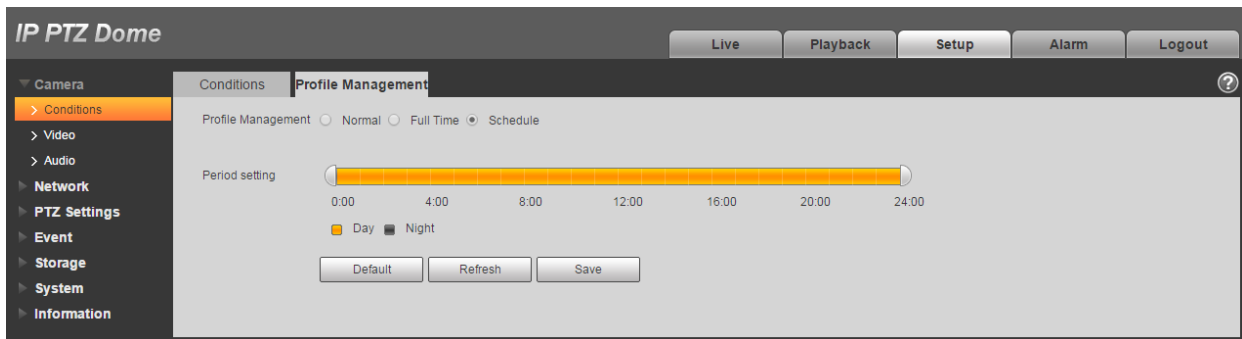 IP PTZ Dome
Live Playback Setup Alarm Logout
Camera
Conditions
Video
Audio
Network
PTZ Settings
Event
Storage
System
Information
Conditions Profile Management ?
Profile Management Normal Full Time Schedule
Period setting
0:00 4:00 8:00 12:00 16:00 20:00 24:00
Day Night
Default Refresh Save